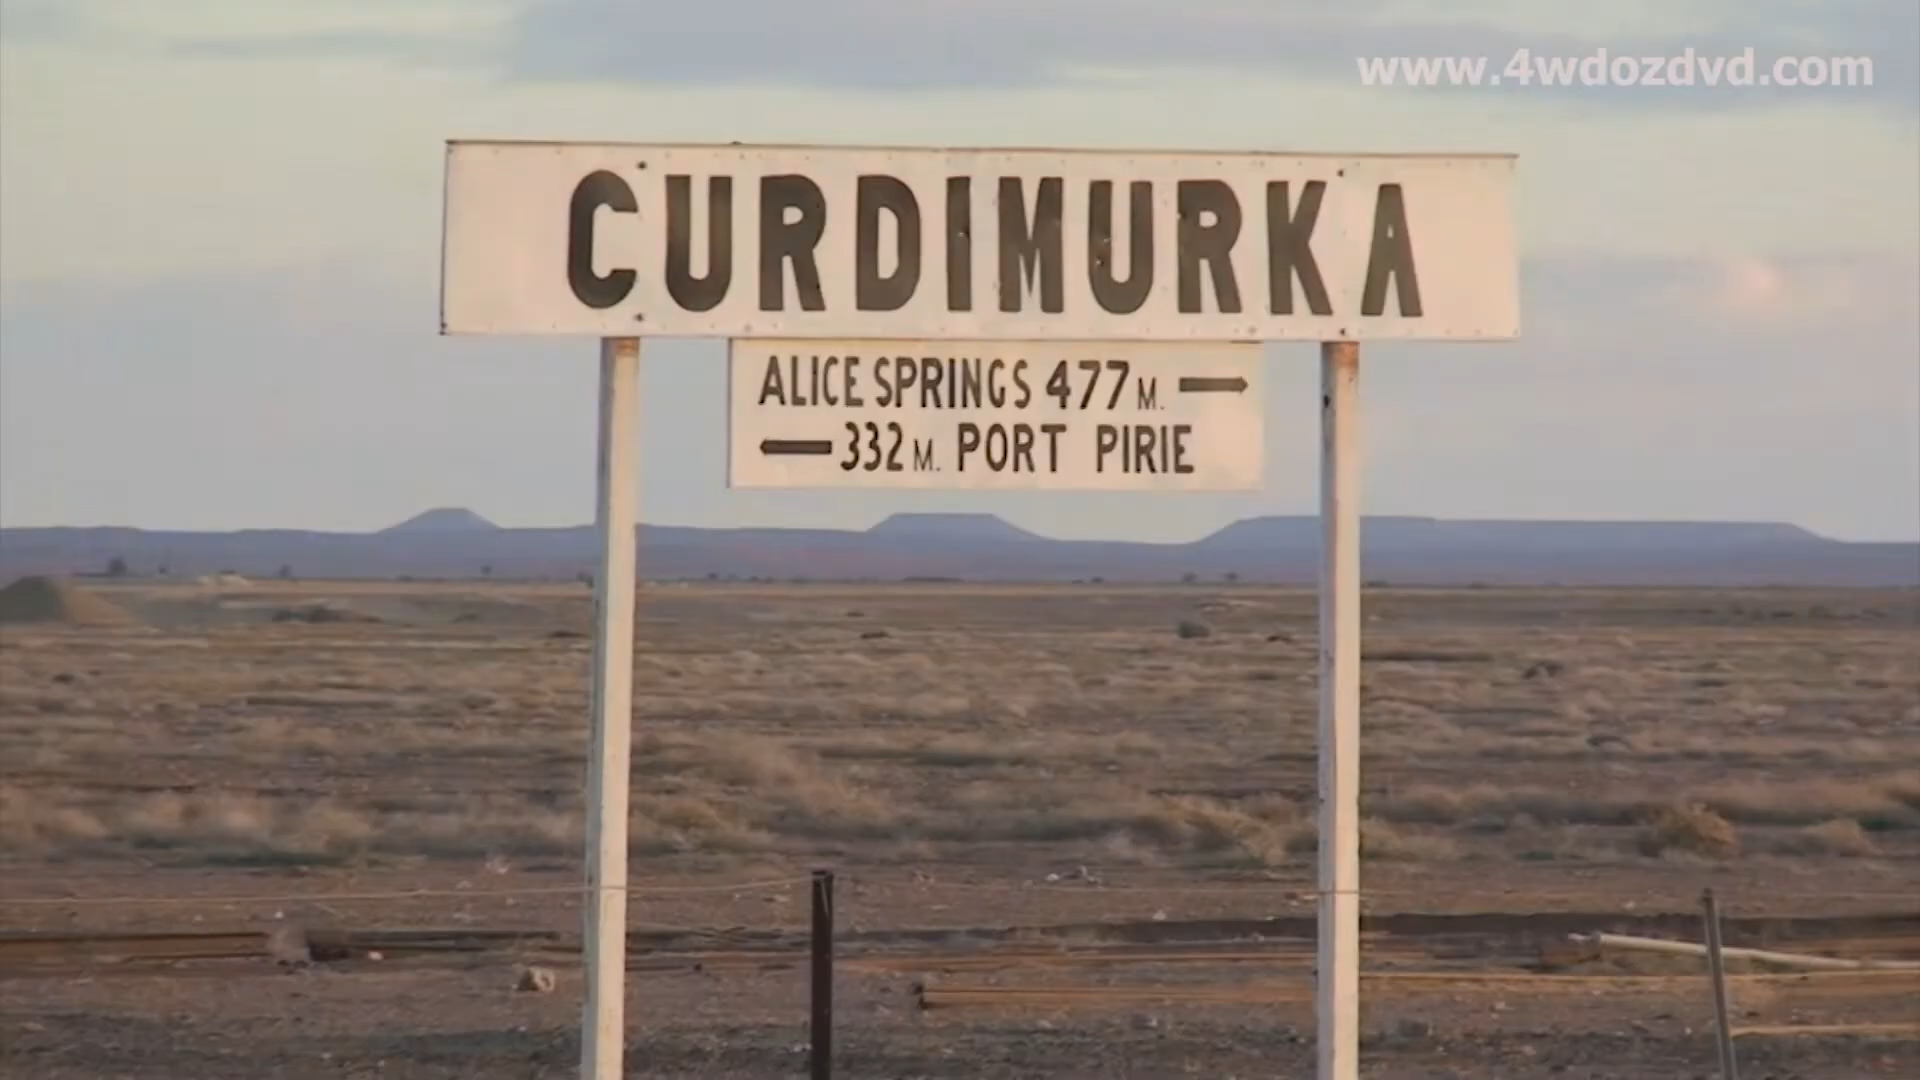 www.4wdozdvd.com
CURDIMURKA
ALICE SPRINGS 477 M.
332 M. PORT PIRIE